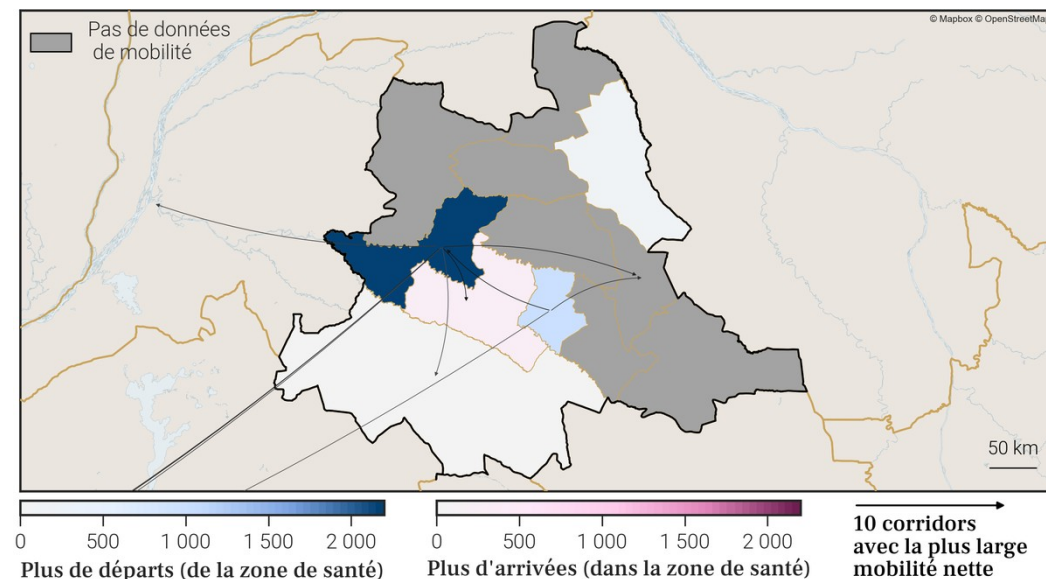 © Mapbox © OpenStreetMap
Pas de données
de mobilité
50 km
0 500 1 000 1 500 2 000
Plus de départs (de la zone de santé)
0 500 1 000 1 500 2 000
Plus d'arrivées (dans la zone de santé)
10 corridors
avec la plus large
mobilité nette